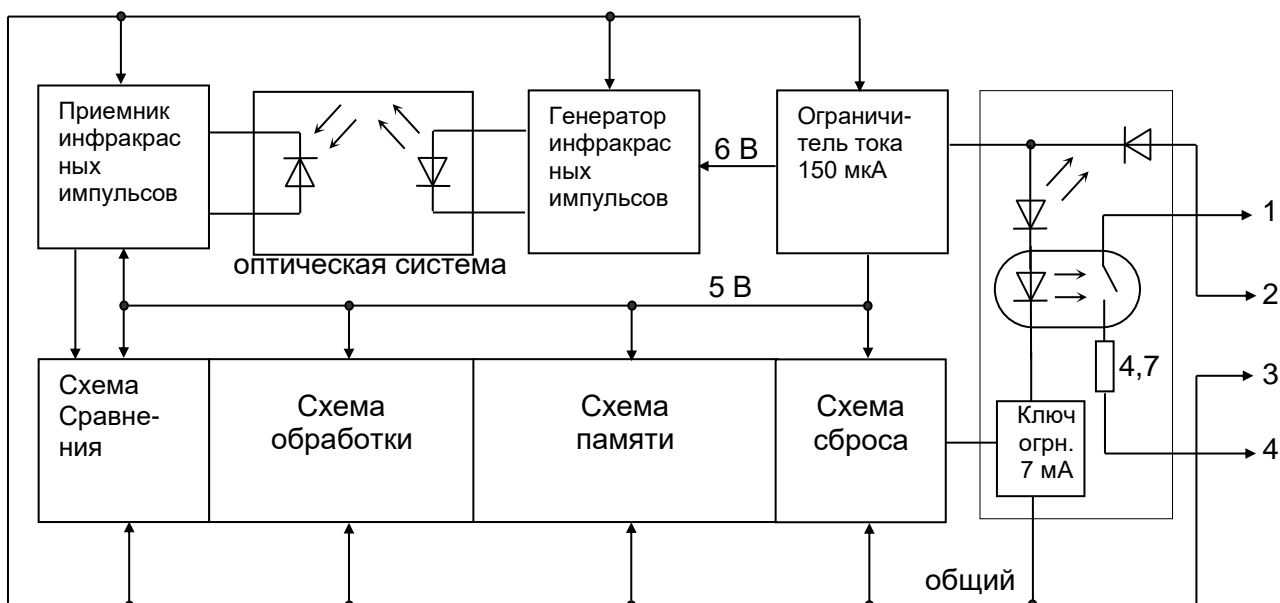 Приемник
инфракрас
ных
импульсов
оптическая система
Генератор
инфракрас
ных
импульсов
6 В
Ограничи-
тель тока
150 мкА
1
2
3
4
5 В
4,7
Схема
Сравне-
ния
Схема
обработки
Схема
памяти
Схема
сброса
Ключ
огрн.
7 мА
общий